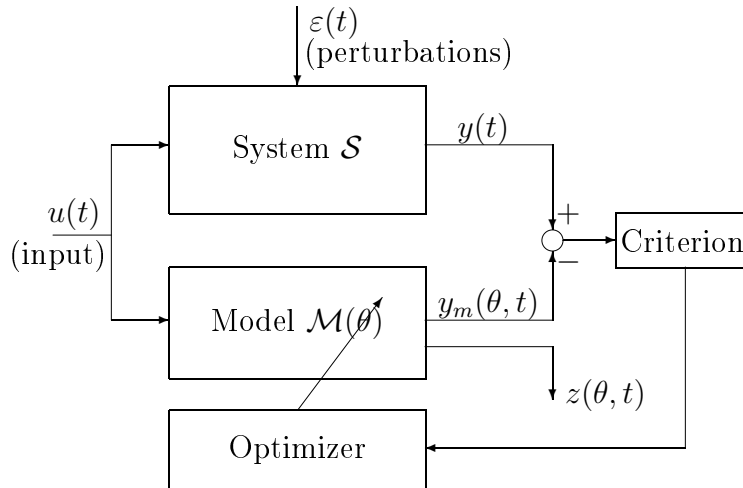 ε(t)
(perturbations)
System 𝒮
y(t)
u(t)
(input)
+
−
Criterion
Model ℳ(θ)
y_m(θ, t)
z(θ, t)
Optimizer